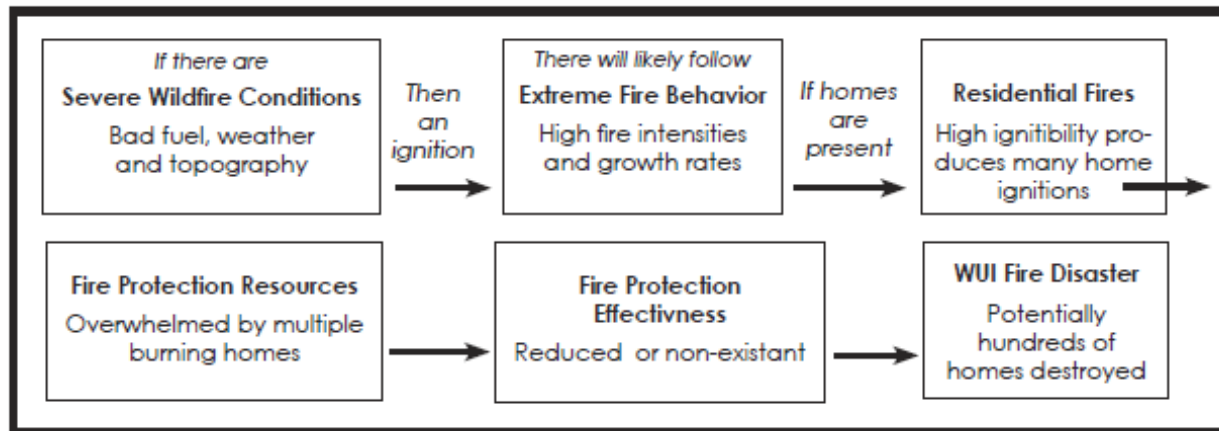 If there are
Severe Wildfire Conditions
Bad fuel, weather
and topography
Then
an
ignition
There will likely follow
Extreme Fire Behavior
High fire intensities
and growth rates
If homes
are
present
Residential Fires
High ignitibility pro-
duces many home
ignitions
Fire Protection Resources
Overwhelmed by multiple
burning homes
Fire Protection
Effectivness
Reduced or non-existant
WUI Fire Disaster
Potentially
hundreds of
homes destroyed